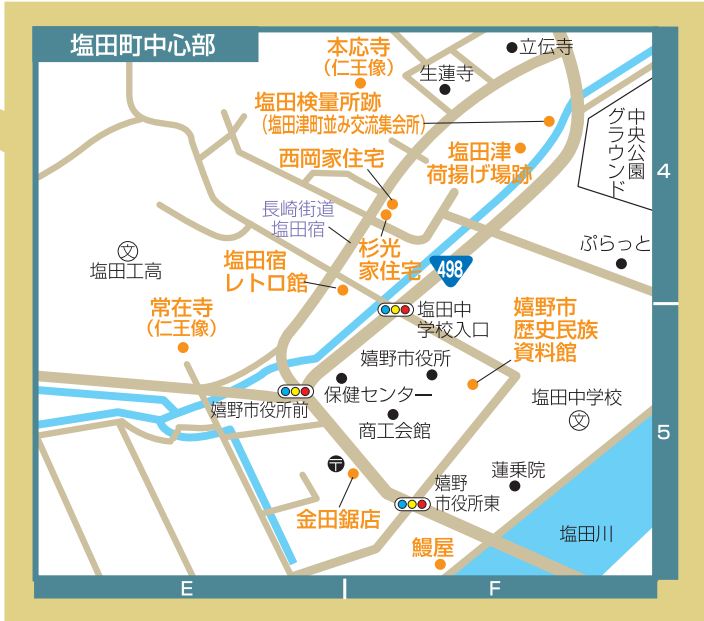 塩田町中心部
本応寺
(仁王像)
立伝寺
生蓮寺
塩田検量所跡
(塩田津町並み交流集会所)
中央公園
グラウンド
4
塩田津
荷揚げ場跡
西岡家住宅
長崎街道
塩田宿
杉光
家住宅
498
ぷらっと
文
塩田工高
塩田宿
レトロ館
常在寺
(仁王像)
塩田中
学校入口
嬉野市
歴史民族
資料館
嬉野市役所
保健センター
嬉野市役所前
商工会館
塩田中学校
文
5
〒
金田鋸店
嬉野
市役所東
蓮乗院
塩田川
鰻屋
E
F